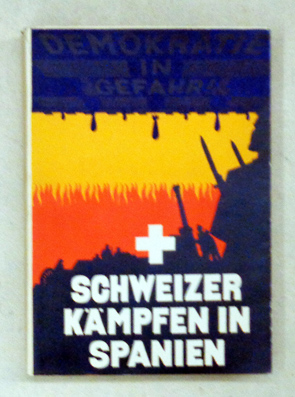 DEMOKRATIE
IN
GEFAHR!
SCHWEIZER
KÄMPFEN IN
SPANIEN